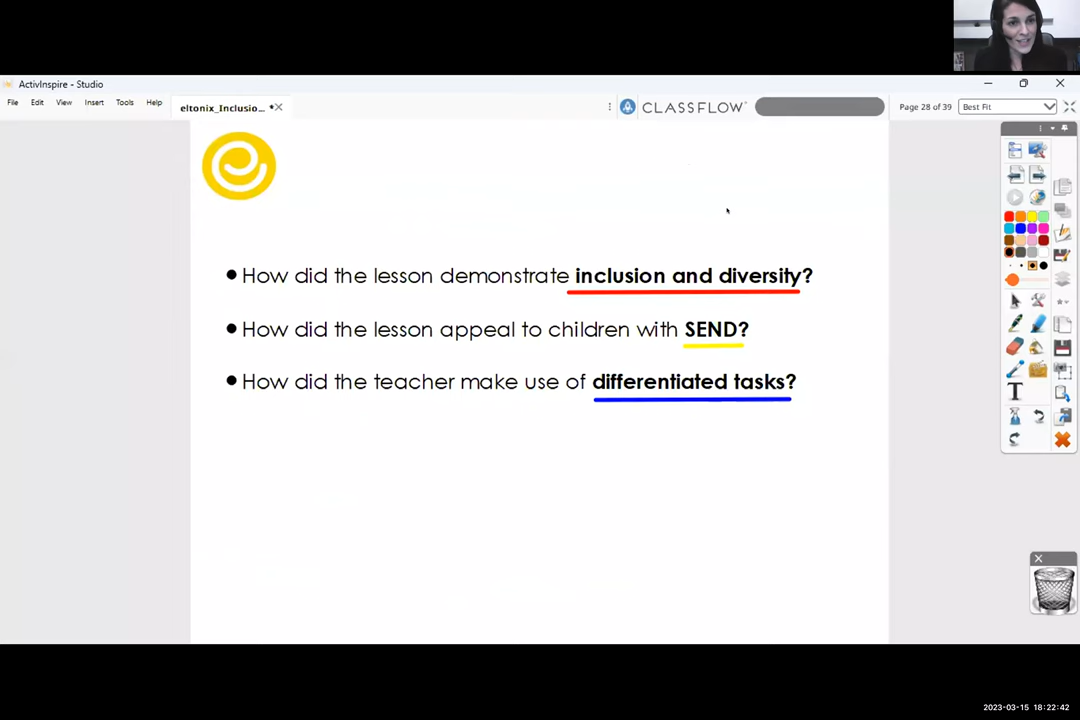 ActivInspire - Studio
File Edit View Insert Tools Help
eltonix_Inclusio... *
CLASSFLOW
Page 28 of 39
Best Fit
• How did the lesson demonstrate inclusion and diversity?
• How did the lesson appeal to children with SEND?
• How did the teacher make use of differentiated tasks?
T
2023-03-15 18:22:42